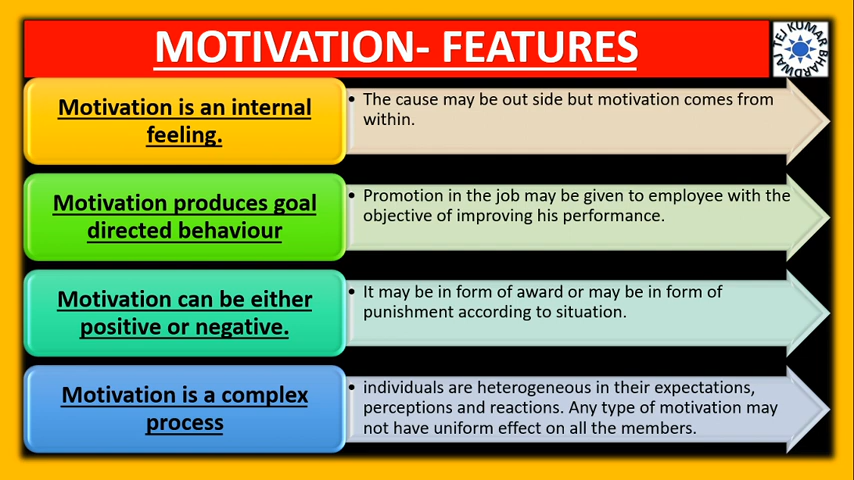 MOTIVATION- FEATURES
TEJ KUMAR
BHARDWAJ
Motivation is an internal
feeling.
• The cause may be out side but motivation comes from
within.
Motivation produces goal
directed behaviour
• Promotion in the job may be given to employee with the
objective of improving his performance.
Motivation can be either
positive or negative.
• It may be in form of award or may be in form of
punishment according to situation.
Motivation is a complex
process
• individuals are heterogeneous in their expectations,
perceptions and reactions. Any type of motivation may
not have uniform effect on all the members.